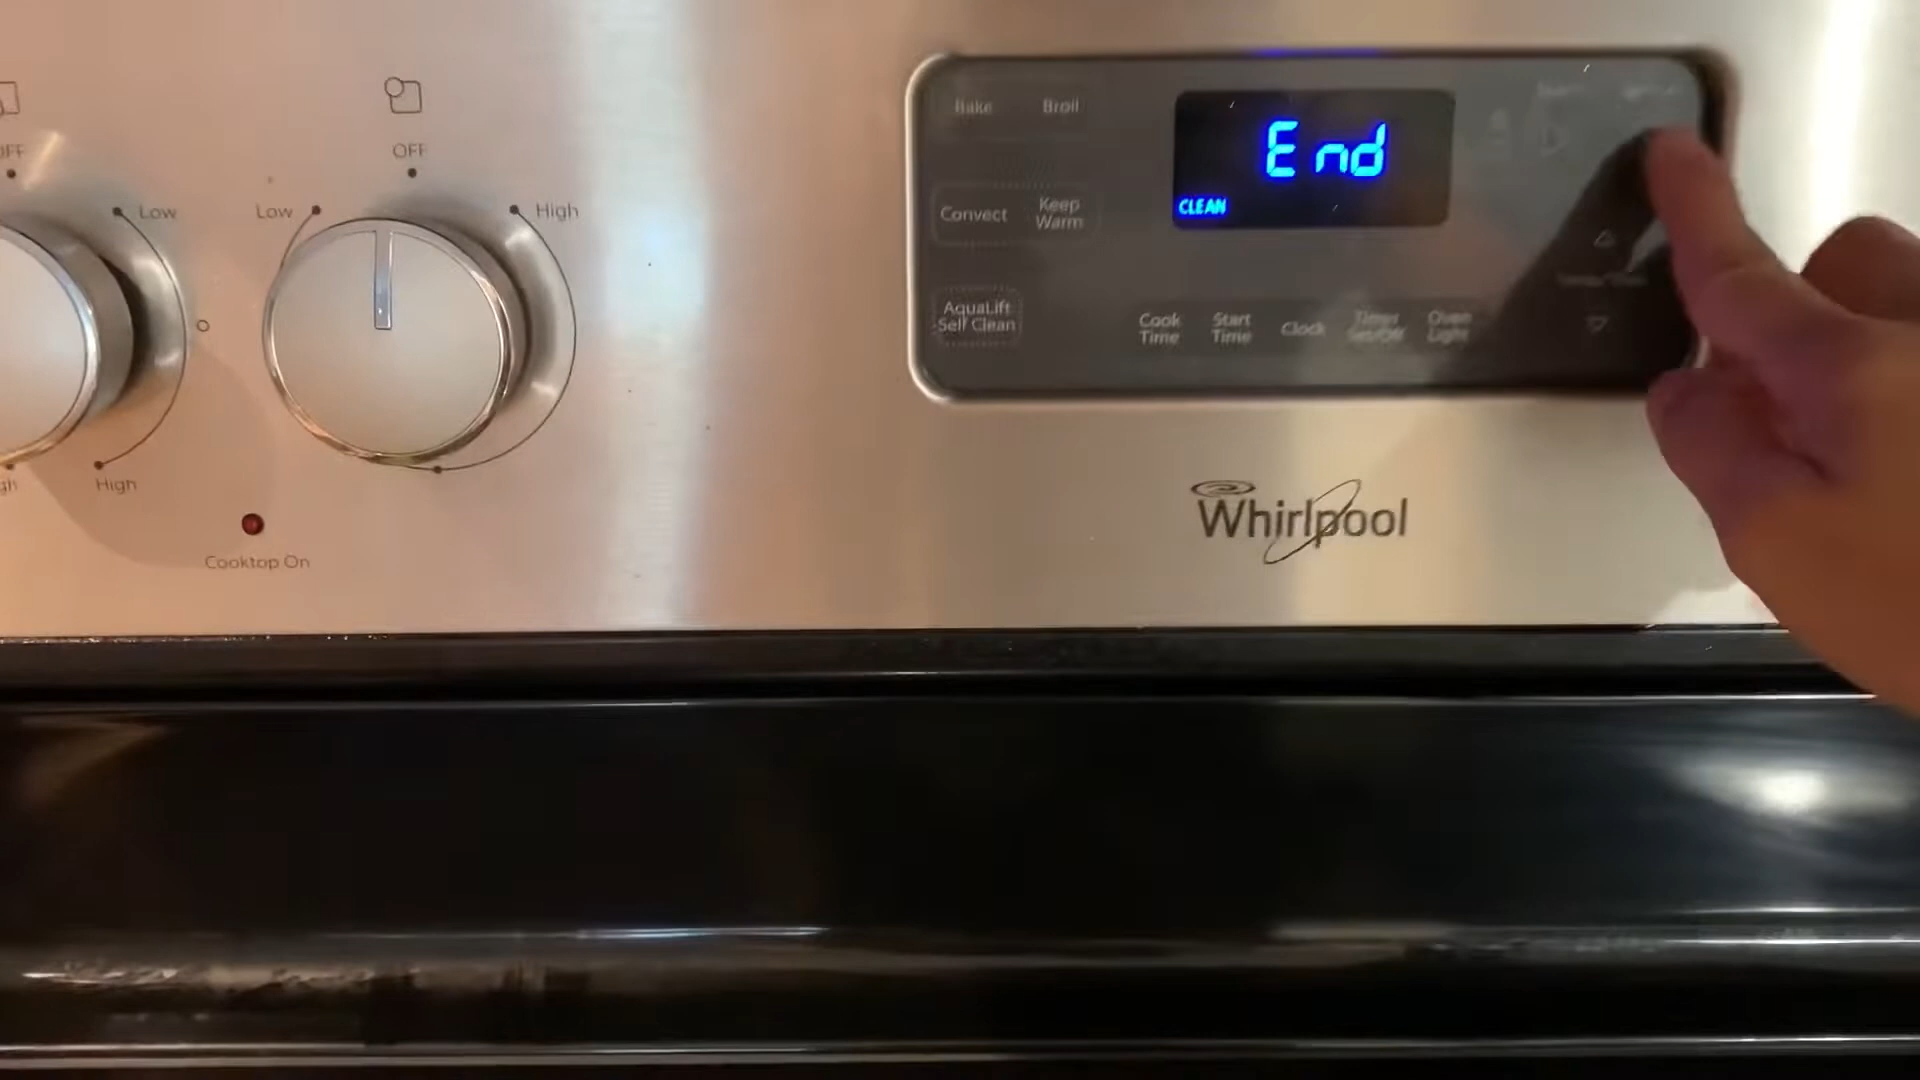 OFF
OFF
Low
Low
High
High
Cooktop On
Bake
Broil
Convect
Keep
Warm
AquaLift
Self Clean
End
CLEAN
Cook
Time
Start
Time
Clock
Timer
Oven
Light
Whirlpool